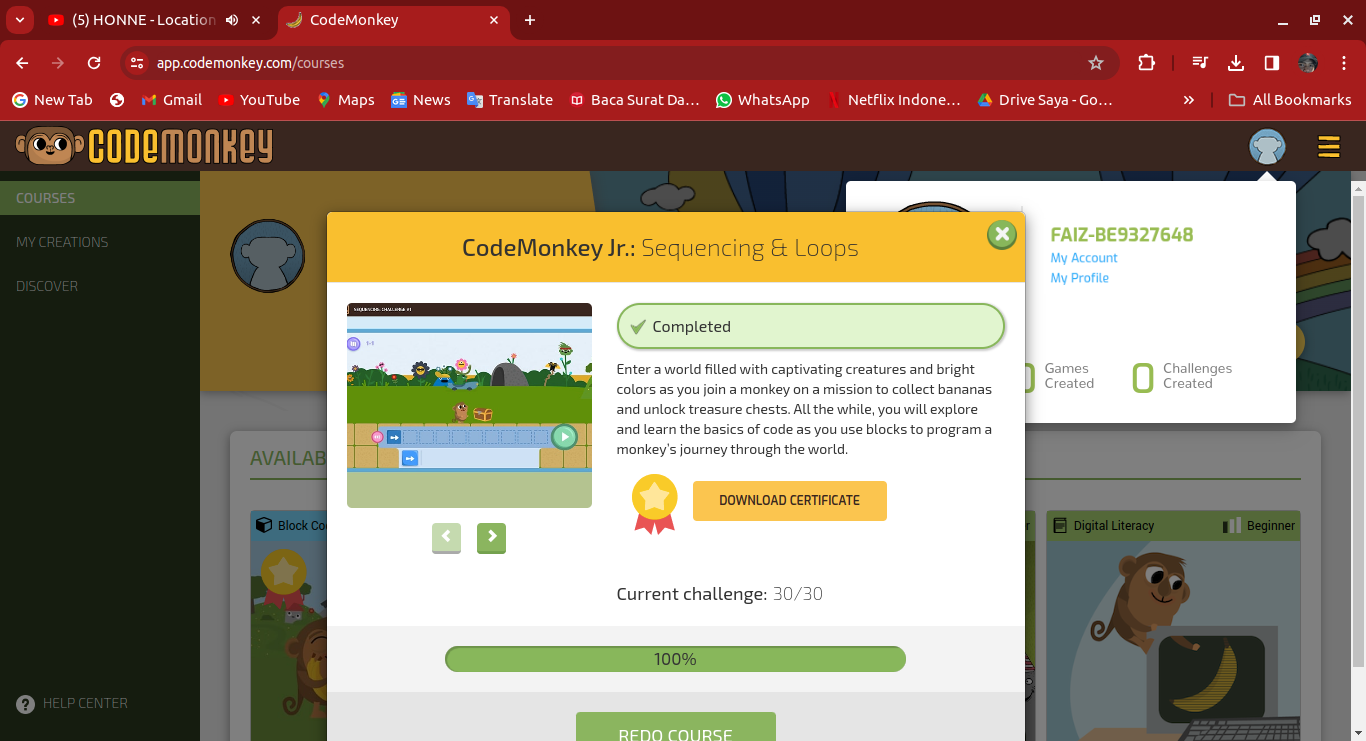 (5) HONNE - Location
CodeMonkey
app.codemonkey.com/courses
New Tab
Gmail
YouTube
Maps
News
Translate
Baca Surat Da…
WhatsApp
Netflix Indone…
Drive Saya - Go…
All Bookmarks
CODEMONKEY
COURSES
MY CREATIONS
DISCOVER
HELP CENTER
FAIZ-BE9327648
My Account
My Profile
0 Games Created
0 Challenges Created
CodeMonkey Jr.: Sequencing & Loops
SEQUENCING CHALLENGE #1
1-1
Completed
Enter a world filled with captivating creatures and bright
colors as you join a monkey on a mission to collect bananas
and unlock treasure chests. All the while, you will explore
and learn the basics of code as you use blocks to program a
monkey's journey through the world.
DOWNLOAD CERTIFICATE
Current challenge: 30/30
100%
REDO COURSE
AVAILAB
Block Co
Digital Literacy
Beginner